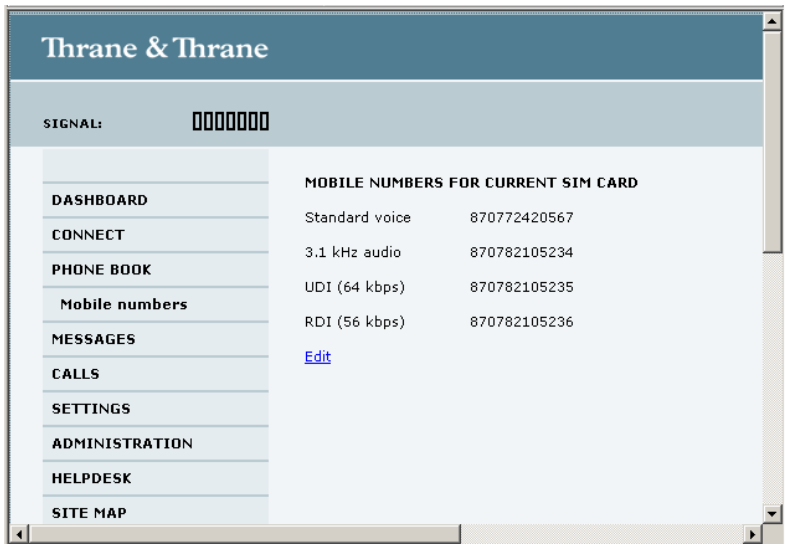 Thrane & Thrane
SIGNAL:
DASHBOARD
CONNECT
PHONE BOOK
Mobile numbers
MESSAGES
CALLS
SETTINGS
ADMINISTRATION
HELPDESK
SITE MAP
MOBILE NUMBERS FOR CURRENT SIM CARD
Standard voice 870772420567
3.1 kHz audio 870782105234
UDI (64 kbps) 870782105235
RDI (56 kbps) 870782105236
Edit